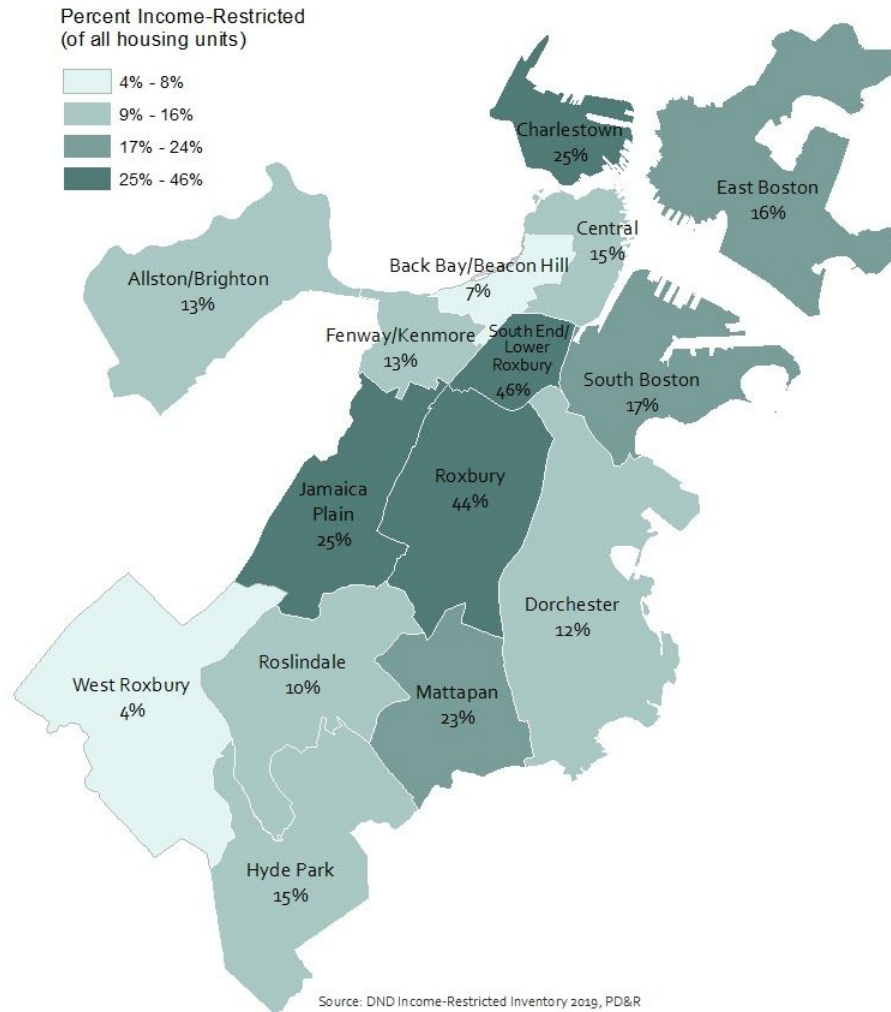 Percent Income-Restricted
(of all housing units)
4% - 8%
9% - 16%
17% - 24%
25% - 46%
Charlestown
25%
East Boston
16%
Central
15%
Allston/Brighton
13%
Back Bay/Beacon Hill
7%
Fenway/Kenmore
13%
South End/
Lower
Roxbury
46%
South Boston
17%
Jamaica
Plain
25%
Roxbury
44%
Dorchester
12%
West Roxbury
4%
Roslindale
10%
Mattapan
23%
Hyde Park
15%
Source: DND Income-Restricted Inventory 2019, PD&R